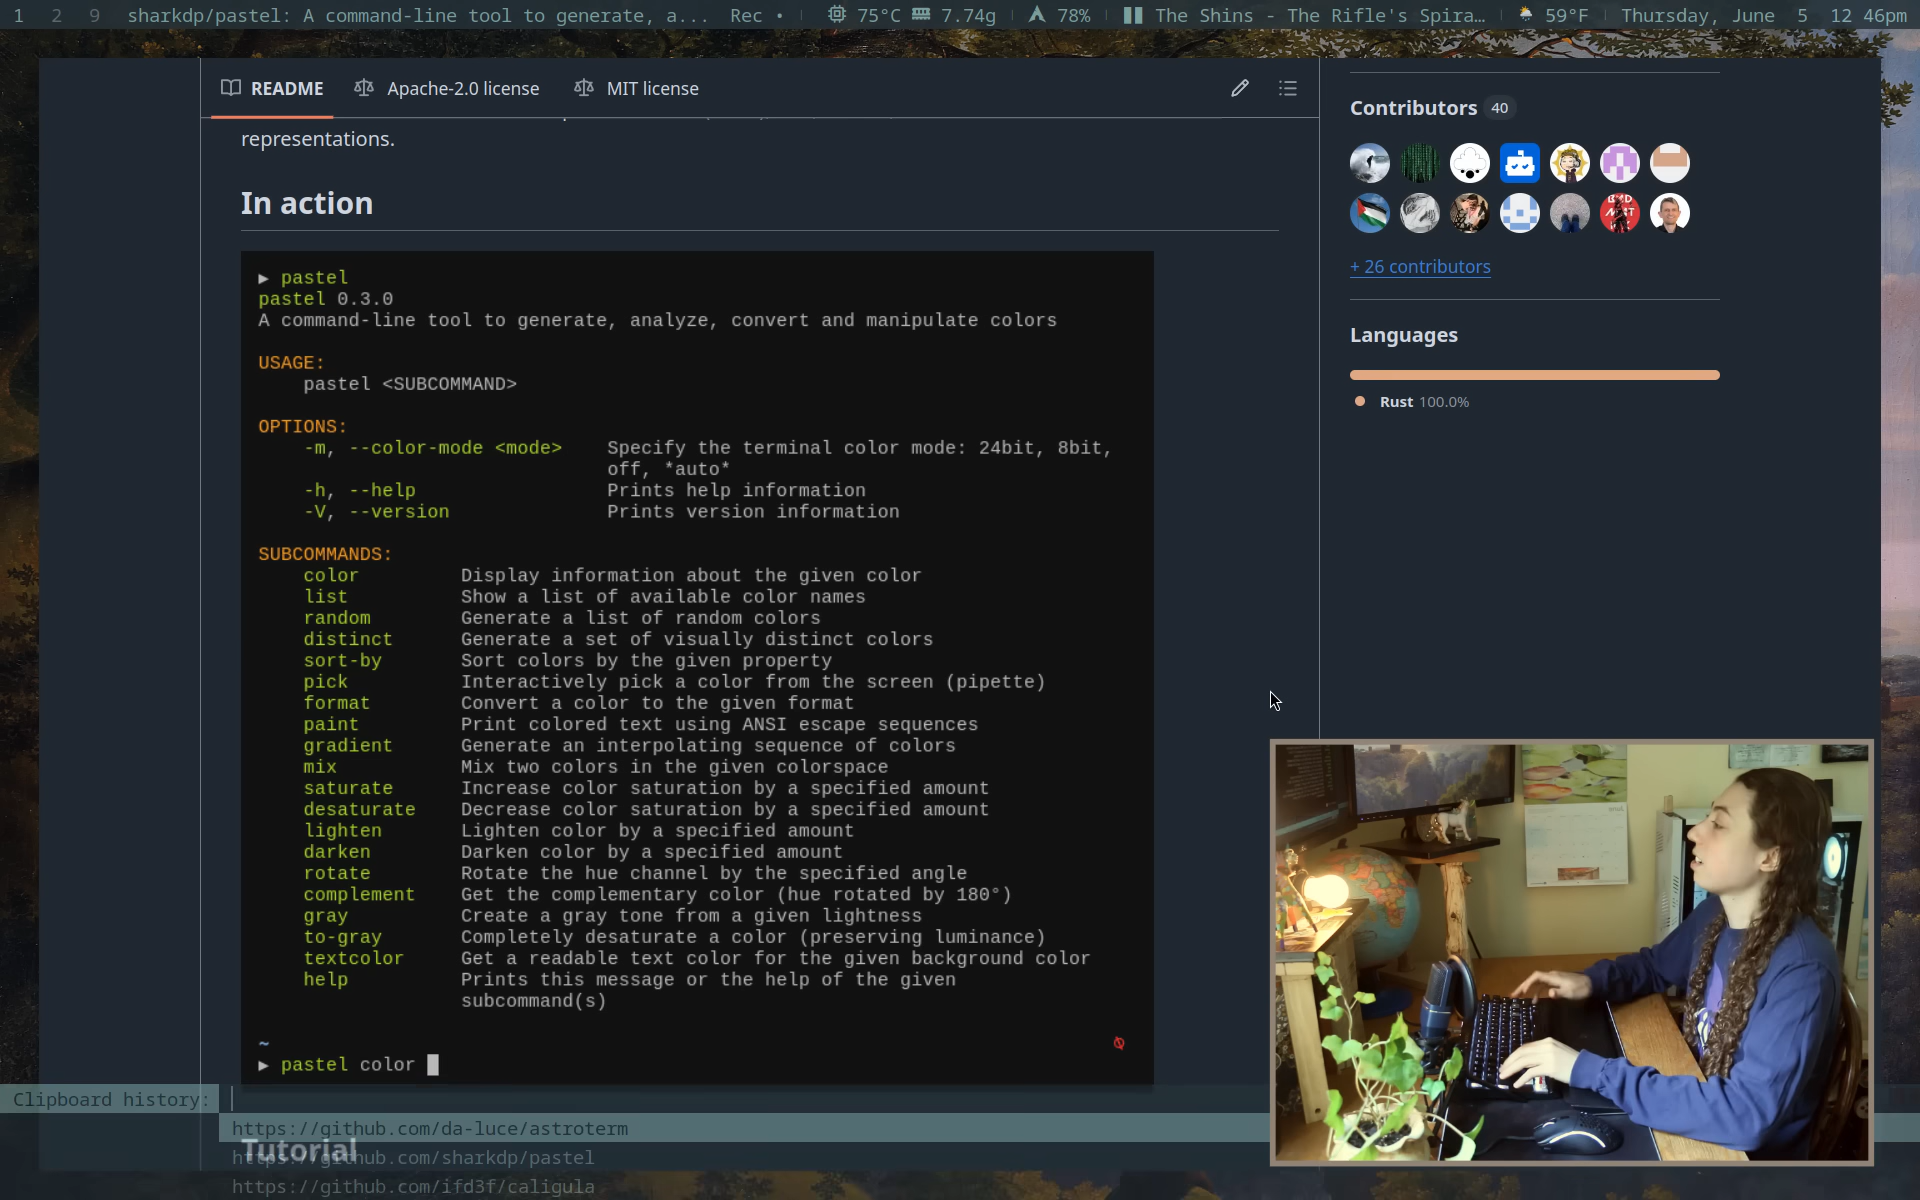 1 2 9 sharkdp/pastel: A command-line tool to generate, a... Rec • 75°C 7.74g 78% The Shins - The Rifle's Spira… 59°F Thursday, June 5 12 46pm
README Apache-2.0 license MIT license
representations.
In action
▶ pastel
pastel 0.3.0
A command-line tool to generate, analyze, convert and manipulate colors
USAGE:
pastel <SUBCOMMAND>
OPTIONS:
-m, --color-mode <mode> Specify the terminal color mode: 24bit, 8bit,
off, *auto*
-h, --help Prints help information
-V, --version Prints version information
SUBCOMMANDS:
color Display information about the given color
list Show a list of available color names
random Generate a list of random colors
distinct Generate a set of visually distinct colors
sort-by Sort colors by the given property
pick Interactively pick a color from the screen (pipette)
format Convert a color to the given format
paint Print colored text using ANSI escape sequences
gradient Generate an interpolating sequence of colors
mix Mix two colors in the given colorspace
saturate Increase color saturation by a specified amount
desaturate Decrease color saturation by a specified amount
lighten Lighten color by a specified amount
darken Darken color by a specified amount
rotate Rotate the hue channel by the specified angle
complement Get the complementary color (hue rotated by 180°)
gray Create a gray tone from a given lightness
to-gray Completely desaturate a color (preserving luminance)
textcolor Get a readable text color for the given background color
help Prints this message or the help of the given
subcommand(s)
~
▶ pastel color
Contributors 40
+ 26 contributors
Languages
Rust 100.0%
Clipboard history:
https://github.com/da-luce/astroterm
Tutorial
https://github.com/sharkdp/pastel
https://github.com/ifd3f/caligula